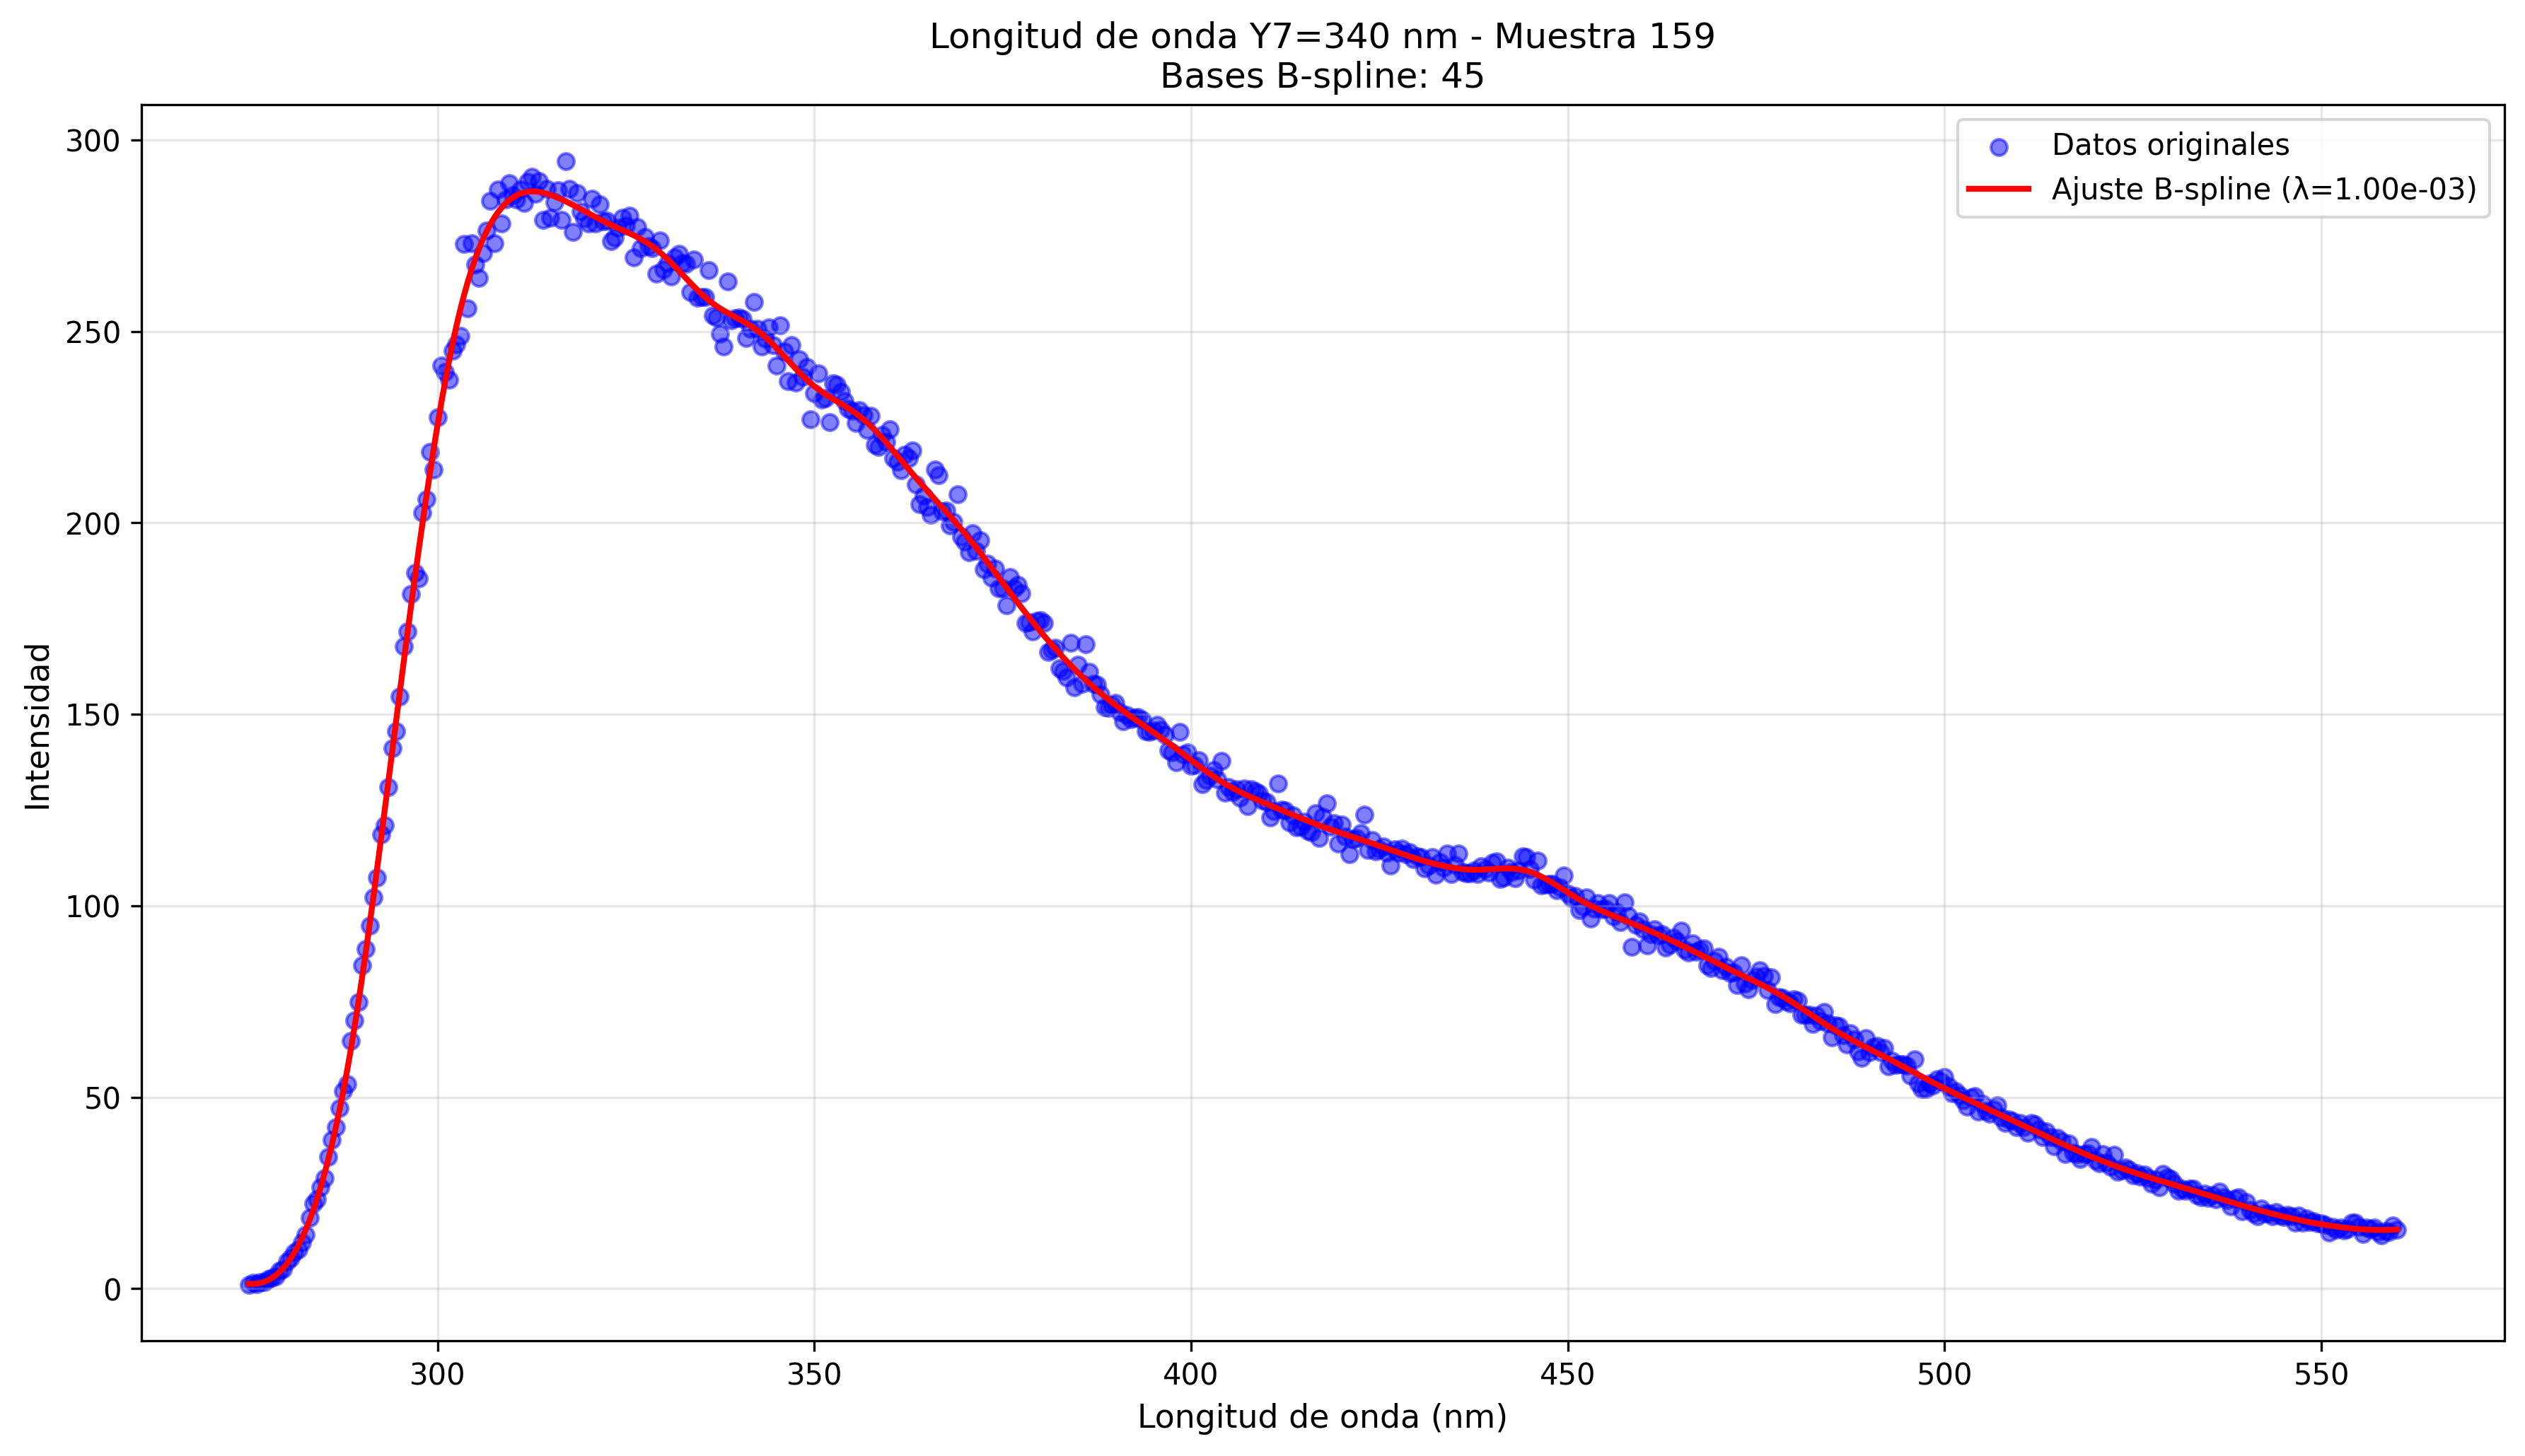 Longitud de onda Y7=340 nm - Muestra 159
Bases B-spline: 45
Datos originales
Ajuste B-spline (λ=1.00e-03)
Intensidad
300
250
200
150
100
50
0
300 350 400 450 500 550
Longitud de onda (nm)